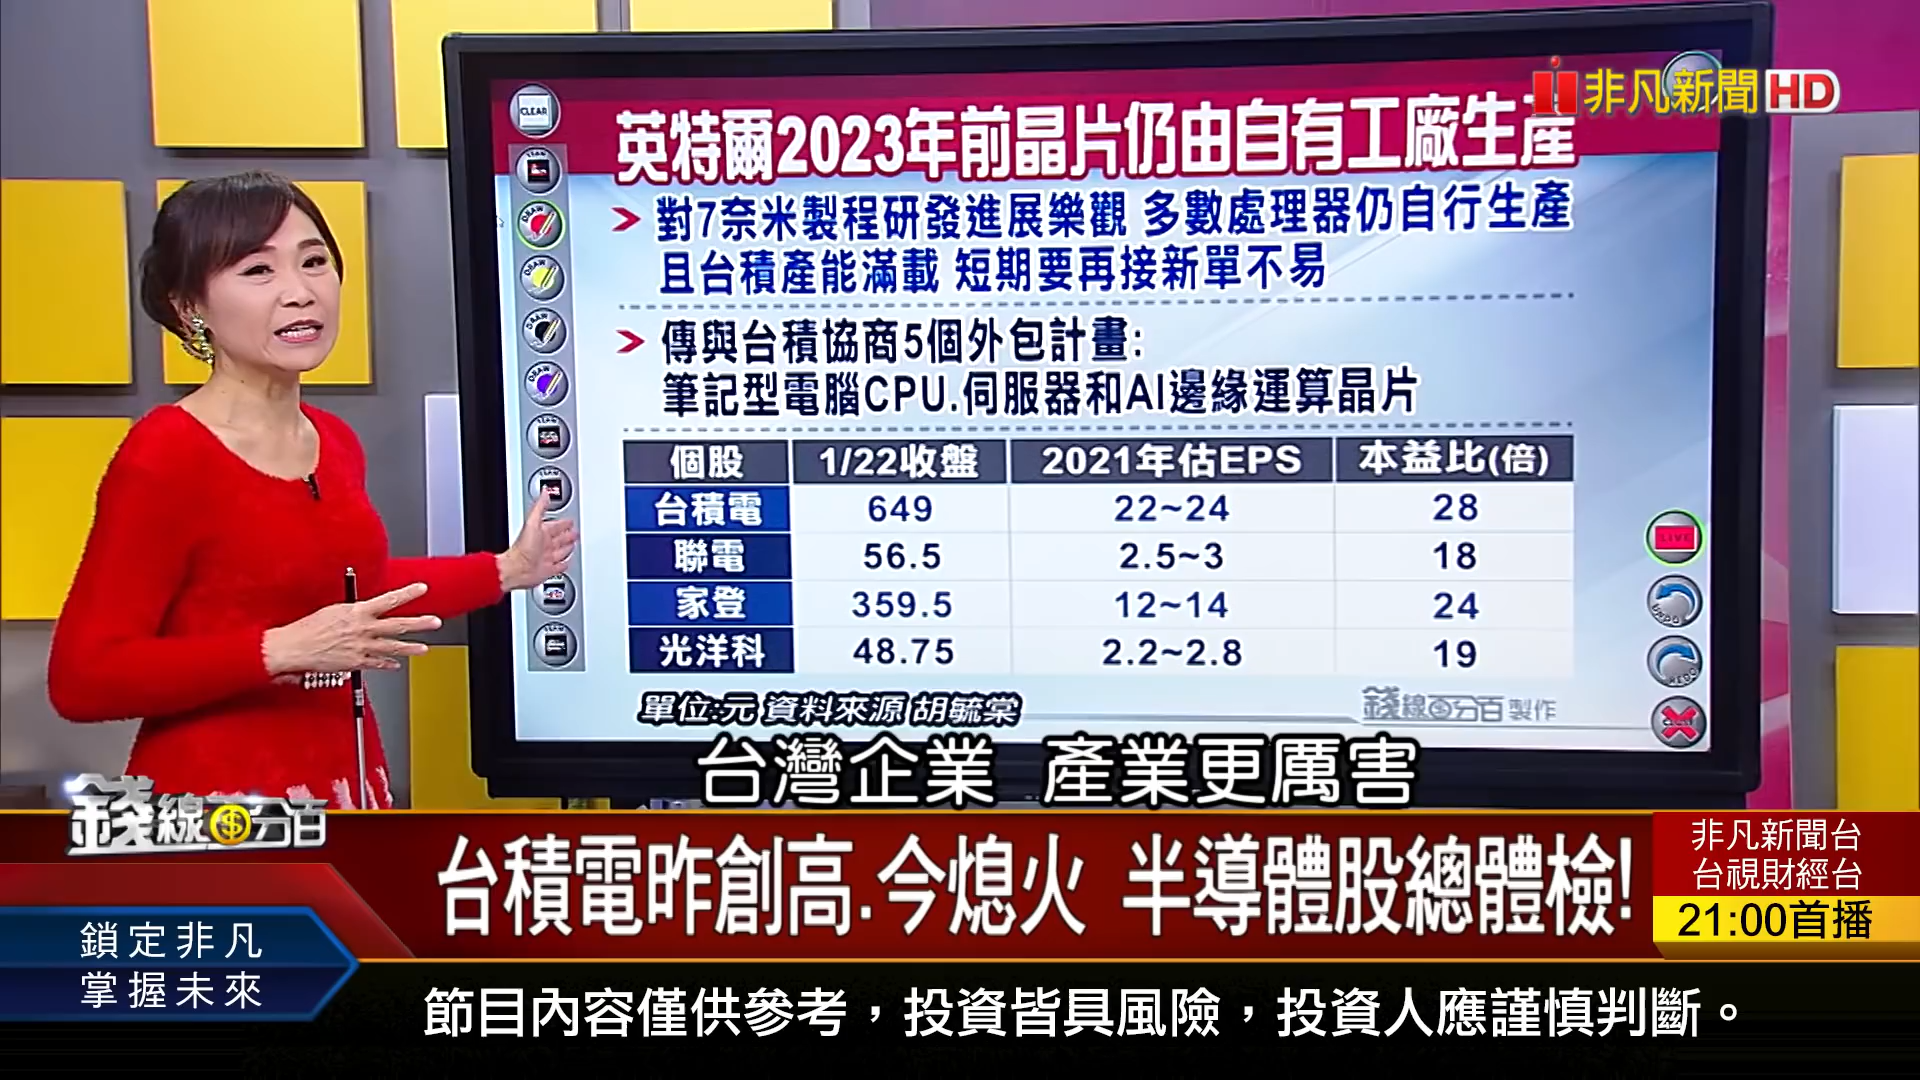 非凡新聞HD
CLEAR
英特爾2023年前晶片仍由自有工廠生產
對7奈米製程研發進展樂觀 多數處理器仍自行生產
且台積產能滿載 短期要再接新單不易
傳與台積協商5個外包計畫:
筆記型電腦CPU.伺服器和AI邊緣運算晶片
個股 1/22收盤 2021年估EPS 本益比(倍)
台積電 649 22~24 28
聯電 56.5 2.5~3 18
家登 359.5 12~14 24
光洋科 48.75 2.2~2.8 19
單位:元 資料來源 胡毓棠
錢線百分百 製作
DRAW
DRAW
DRAW
DRAW
LIVE
UNDO
REDO
台灣企業 產業更厲害
錢線百分百
台積電昨創高.今熄火 半導體股總體檢!
非凡新聞台
台視財經台
21:00首播
鎖定非凡
掌握未來
節目內容僅供參考，投資皆具風險，投資人應謹慎判斷。